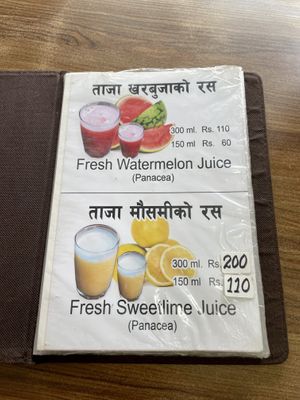 ताजा खरबुजाको रस
300 ml. Rs. 110
150 ml. Rs. 60
Fresh Watermelon Juice
(Panacea)
ताजा मौसमीको रस
300 ml. Rs. 200
150 ml Rs. 110
Fresh Sweetlime Juice
(Panacea)